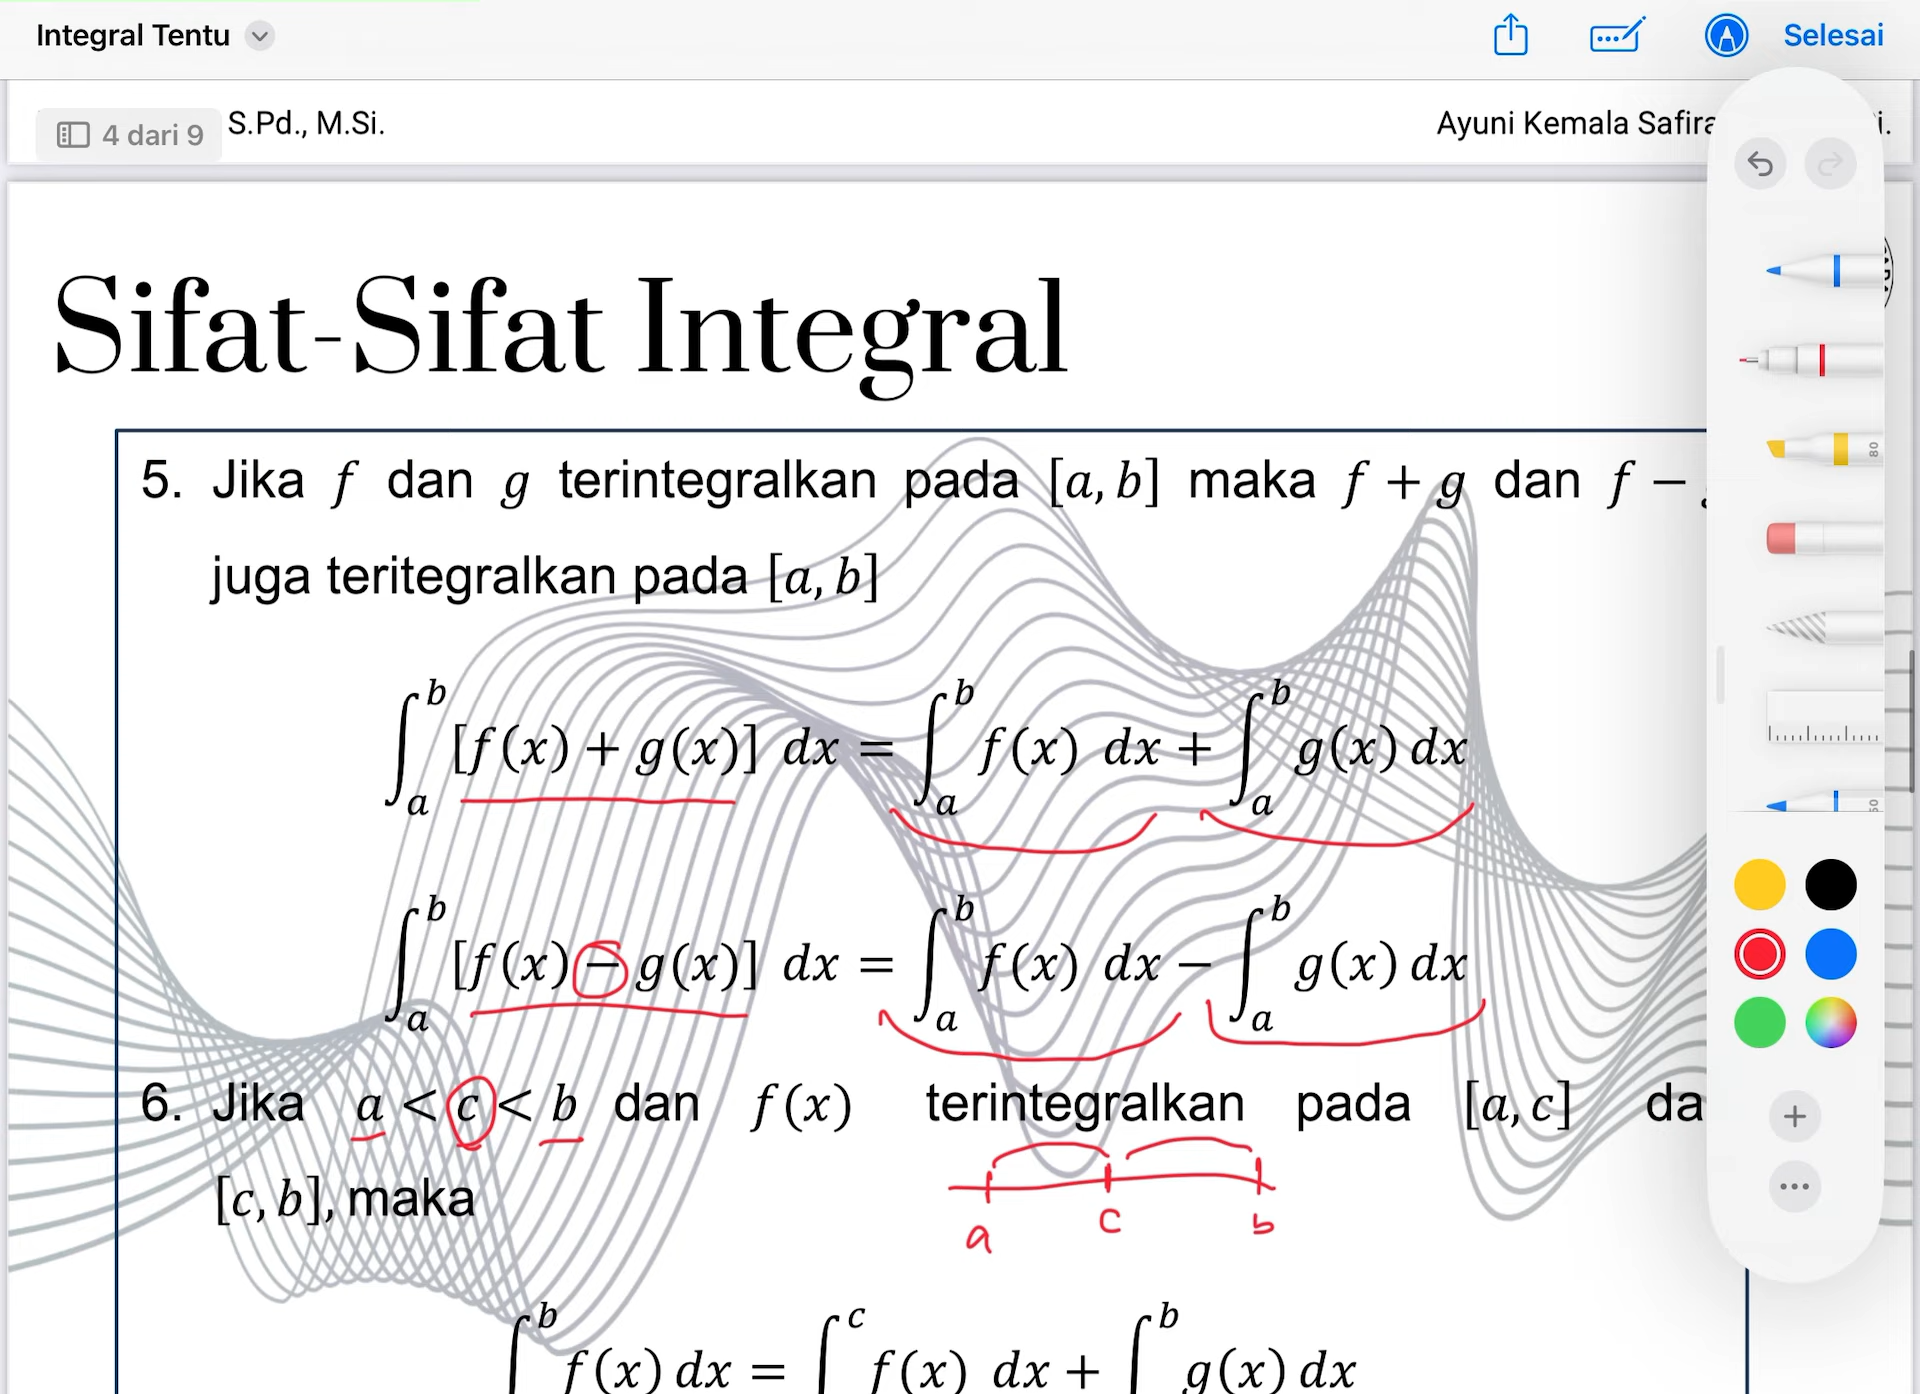 Integral Tentu
Selesai
4 dari 9
S.Pd., M.Si.
Ayuni Kemala Safira
i.
Sifat-Sifat Integral
5. Jika f dan g terintegralkan pada [a, b] maka f + g dan f −
juga teritegralkan pada [a, b]
∫_a^b [f(x) + g(x)] dx = ∫_a^b f(x) dx + ∫_a^b g(x) dx
∫_a^b [f(x) − g(x)] dx = ∫_a^b f(x) dx − ∫_a^b g(x) dx
6. Jika a < c < b dan f(x) terintegralkan pada [a, c] da
[c, b], maka
a c b
∫^b f(x) dx = ∫^c f(x) dx + ∫^b g(x) dx
80